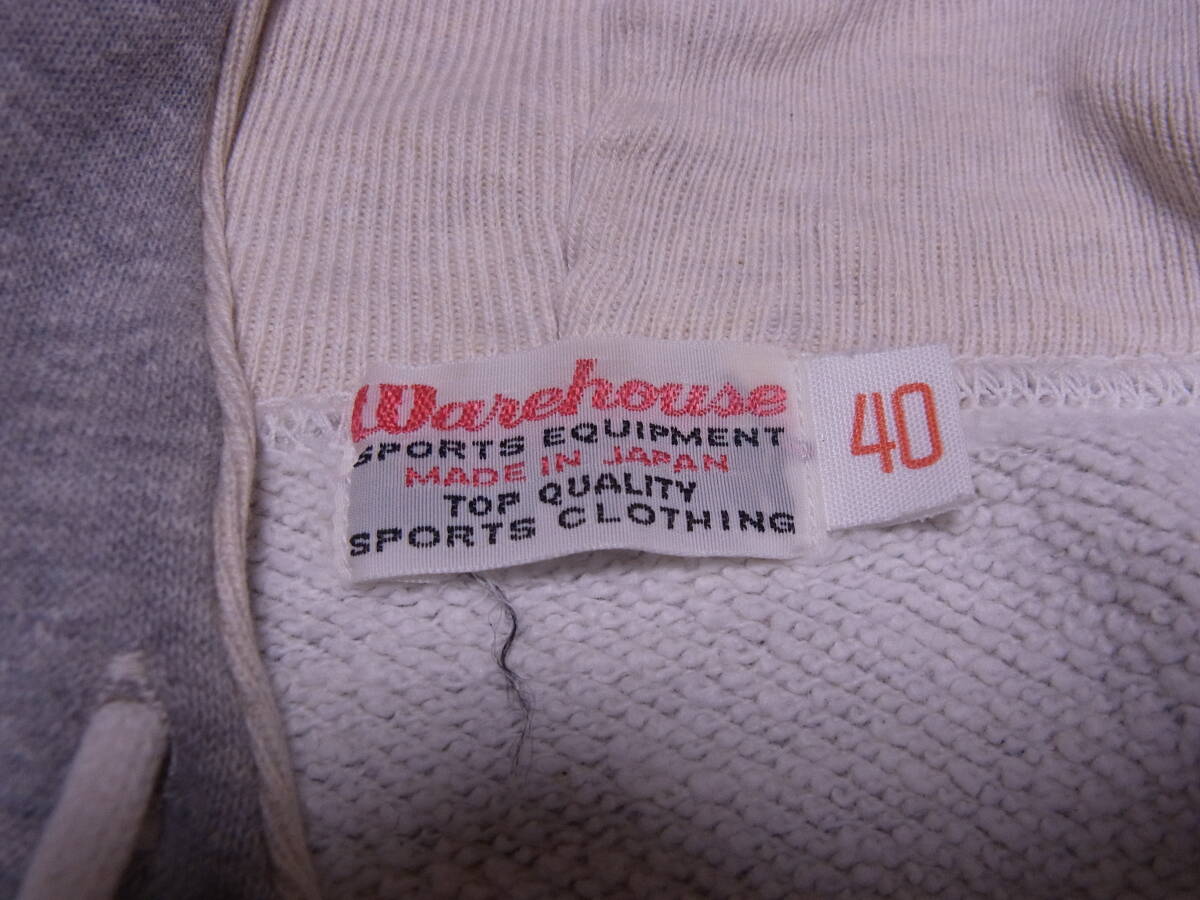 Warehouse
SPORTS EQUIPMENT
MADE IN JAPAN
TOP QUALITY
SPORTS CLOTHING
40